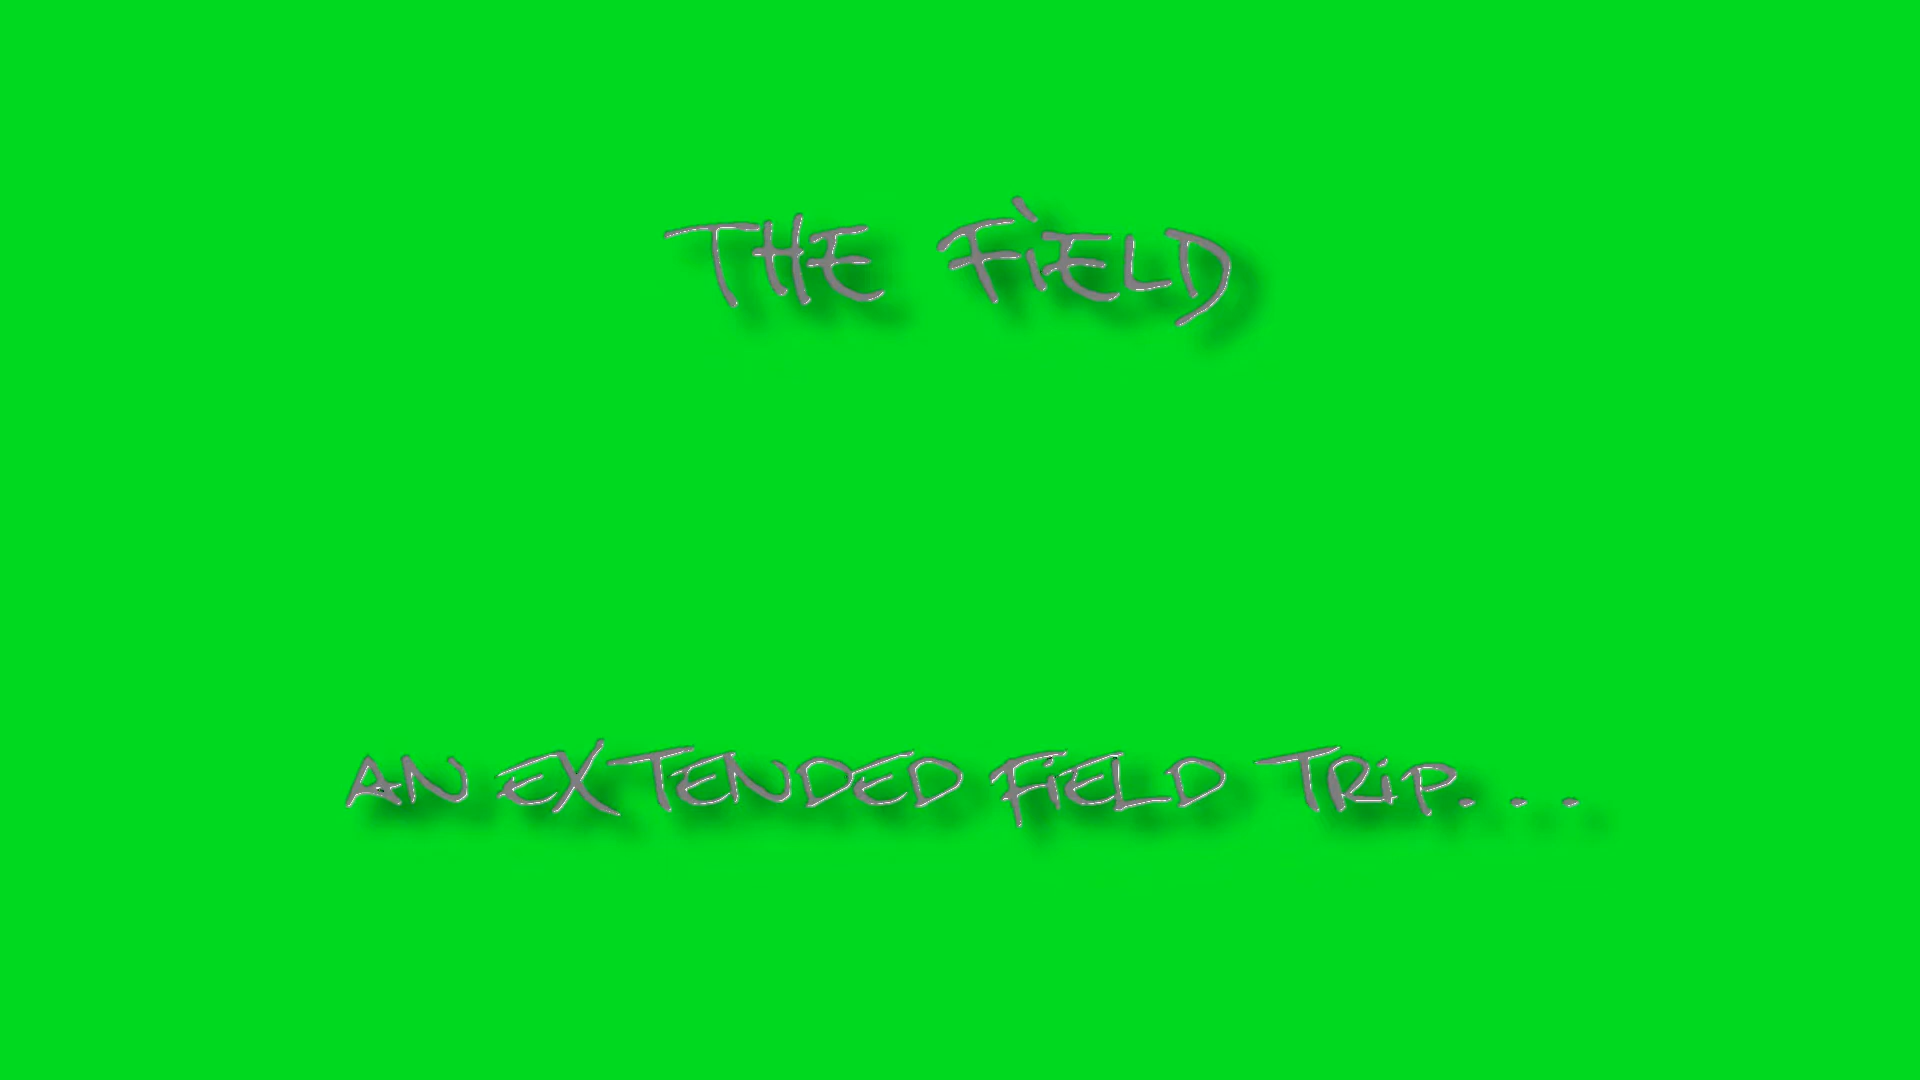 THE FiELD
AN EXTENDED FiELD TRiP. . .